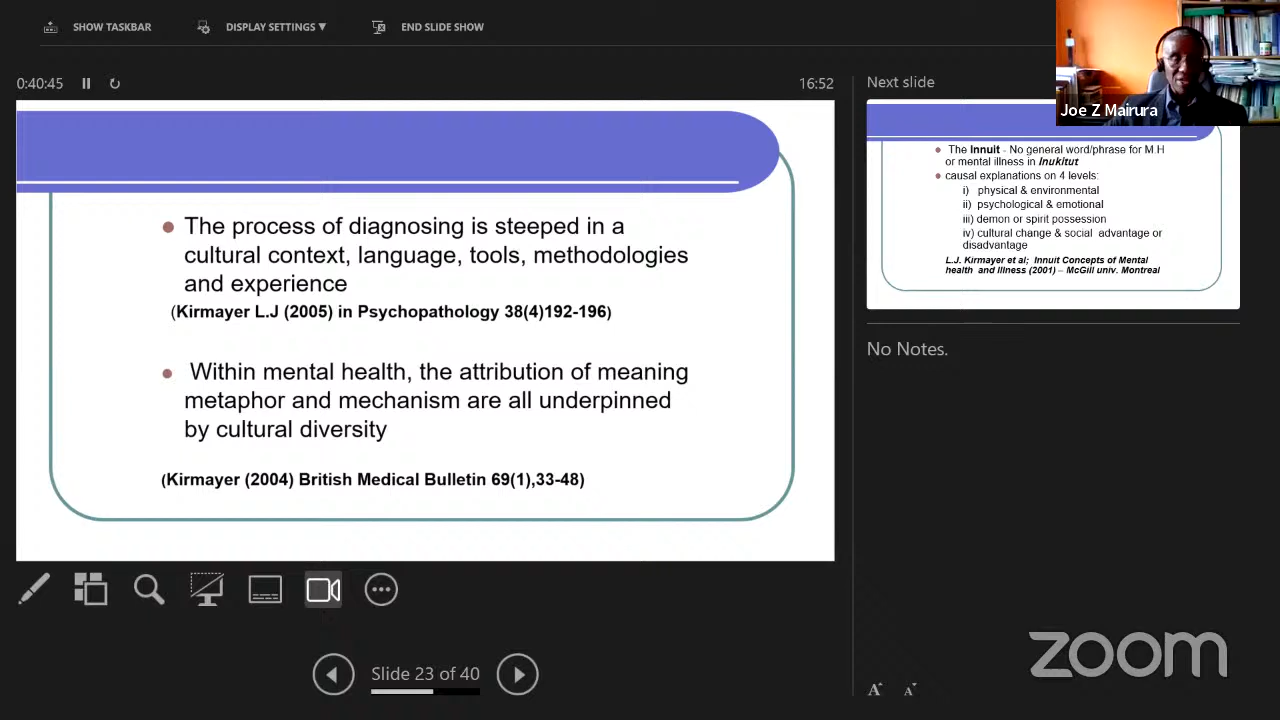 SHOW TASKBAR
DISPLAY SETTINGS ▼
END SLIDE SHOW
0:40:45
16:52
The process of diagnosing is steeped in a
cultural context, language, tools, methodologies
and experience
(Kirmayer L.J (2005) in Psychopathology 38(4)192-196)
Within mental health, the attribution of meaning
metaphor and mechanism are all underpinned
by cultural diversity
(Kirmayer (2004) British Medical Bulletin 69(1),33-48)
Slide 23 of 40
Next slide
Joe Z Mairura
The Innuit - No general word/phrase for M.H
or mental illness in Inukitut
causal explanations on 4 levels:
i) physical & environmental
ii) psychological & emotional
iii) demon or spirit possession
iv) cultural change & social advantage or
disadvantage
L.J. Kirmayer et al; Innuit Concepts of Mental
health and Illness (2001) – McGill univ. Montreal
No Notes.
A A
zoom